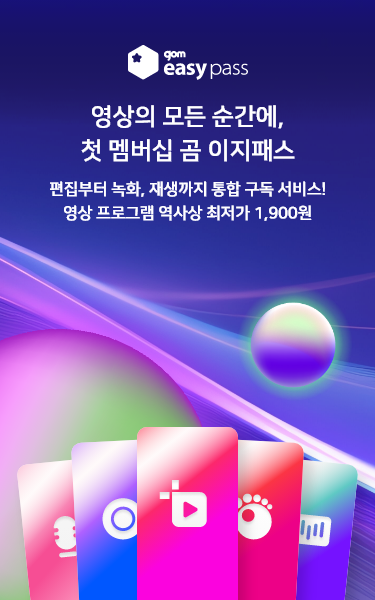 gom
easy pass
영상의 모든 순간에,
첫 멤버십 곰 이지패스
편집부터 녹화, 재생까지 통합 구독 서비스!
영상 프로그램 역사상 최저가 1,900원